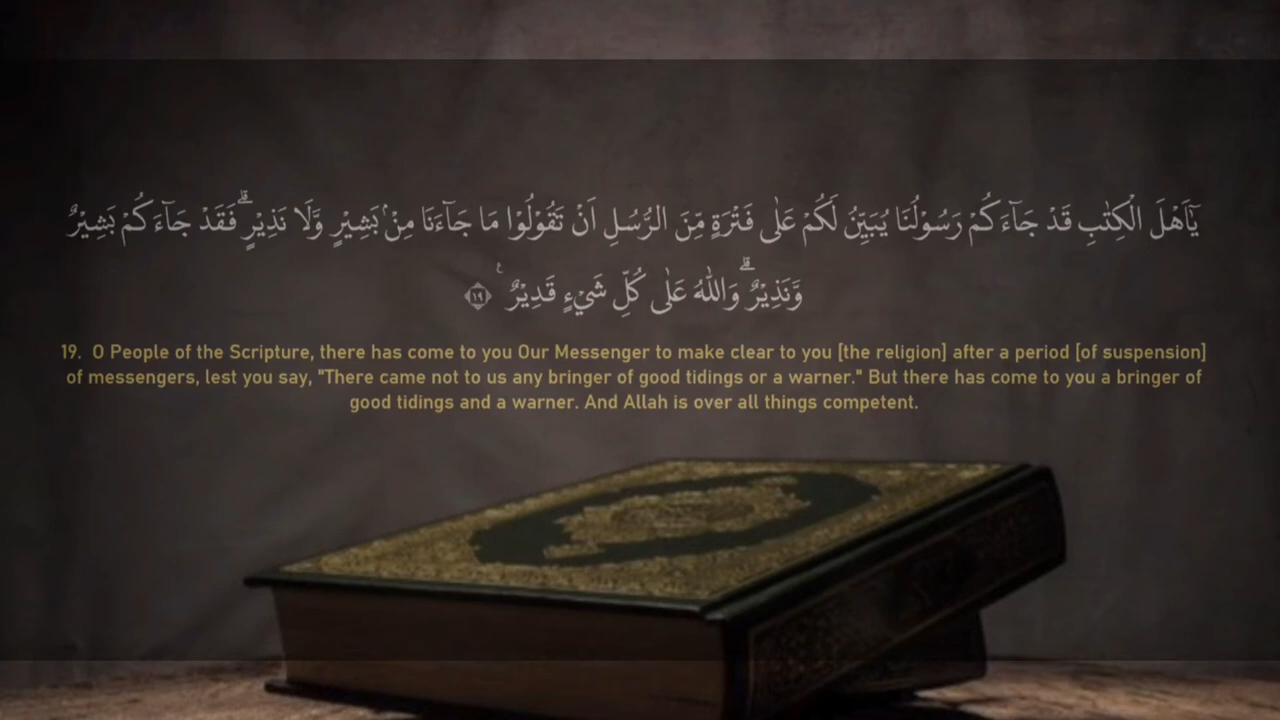 يٰٓاَهْلَ الْكِتٰبِ قَدْ جَآءَكُمْ رَسُوْلُنَا يُبَيِّنُ لَكُمْ عَلٰى فَتْرَةٍ مِّنَ الرُّسُلِ اَنْ تَقُوْلُوْا مَا جَآءَنَا مِنْۢ بَشِيْرٍ وَّلَا نَذِيْرٍ ۗ فَقَدْ جَآءَكُمْ بَشِيْرٌ
وَّنَذِيْرٌ ۗ وَاللّٰهُ عَلٰى كُلِّ شَيْءٍ قَدِيْرٌ ࣖ ۝١٩
19. O People of the Scripture, there has come to you Our Messenger to make clear to you [the religion] after a period [of suspension]
of messengers, lest you say, "There came not to us any bringer of good tidings or a warner." But there has come to you a bringer of
good tidings and a warner. And Allah is over all things competent.